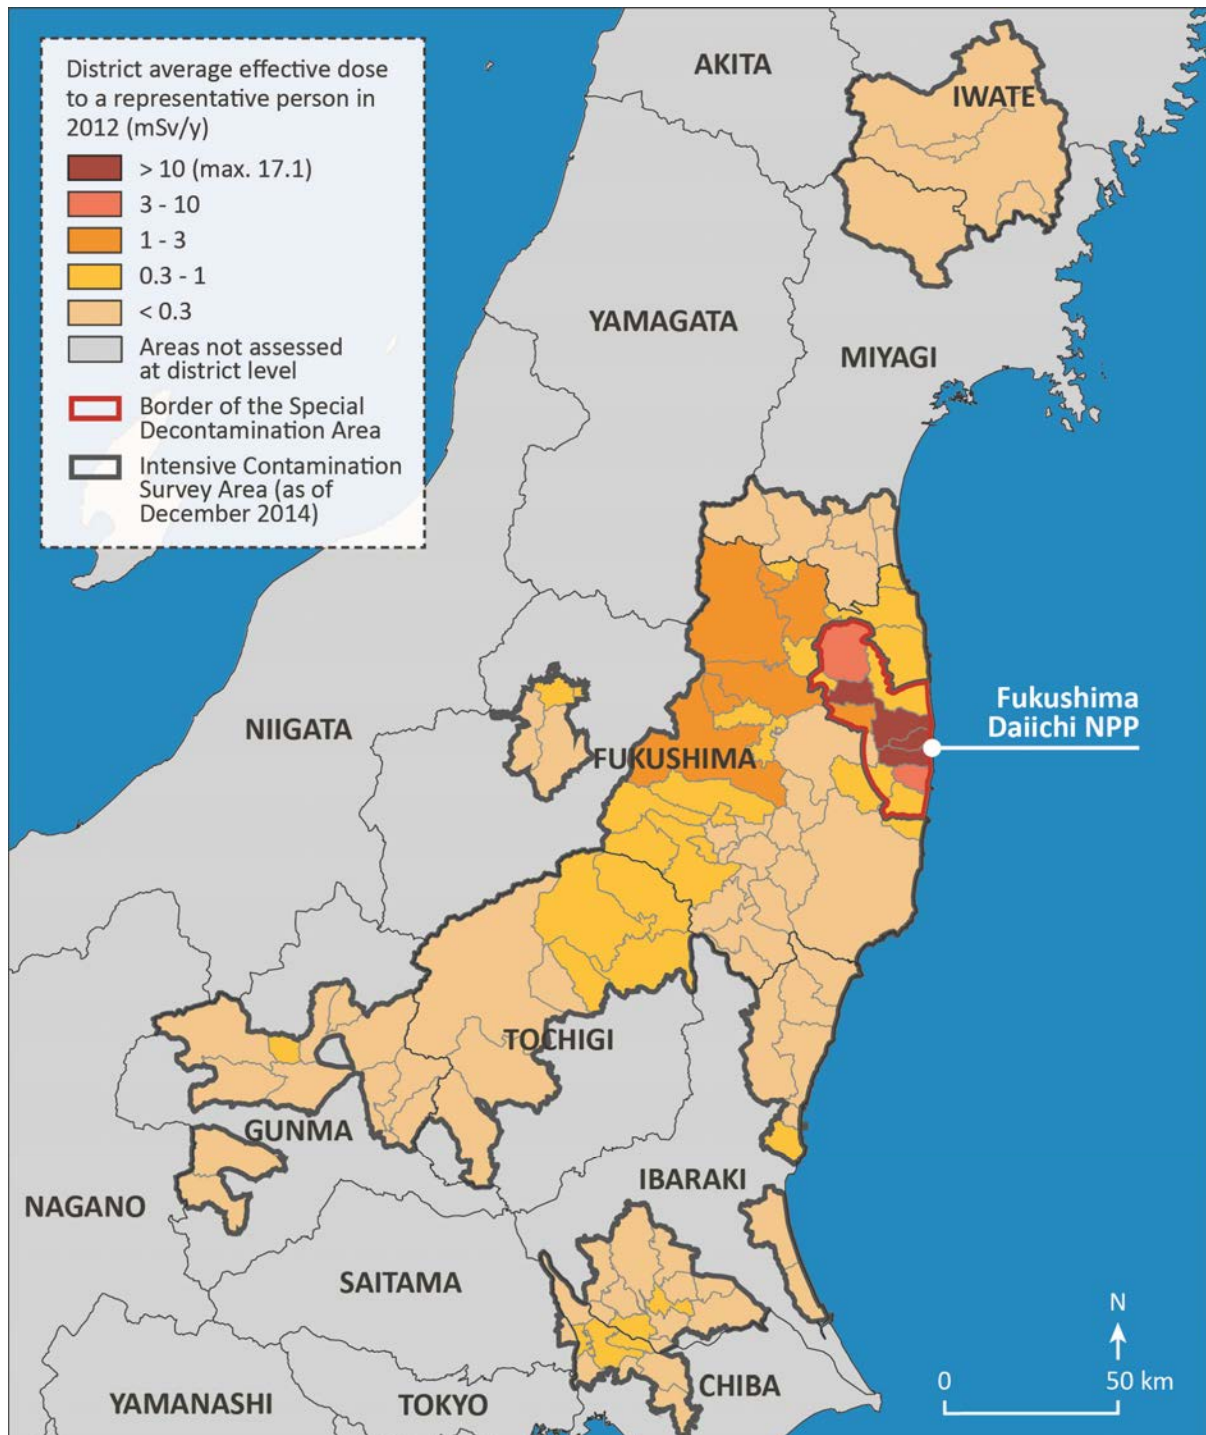 District average effective dose
to a representative person in
2012 (mSv/y)
> 10 (max. 17.1)
3 - 10
1 - 3
0.3 - 1
< 0.3
Areas not assessed
at district level
Border of the Special
Decontamination Area
Intensive Contamination
Survey Area (as of
December 2014)
AKITA
IWATE
YAMAGATA
MIYAGI
Fukushima
Daiichi NPP
NIIGATA
FUKUSHIMA
TOCHIGI
GUNMA
IBARAKI
NAGANO
SAITAMA
N
0 50 km
CHIBA
YAMANASHI
TOKYO